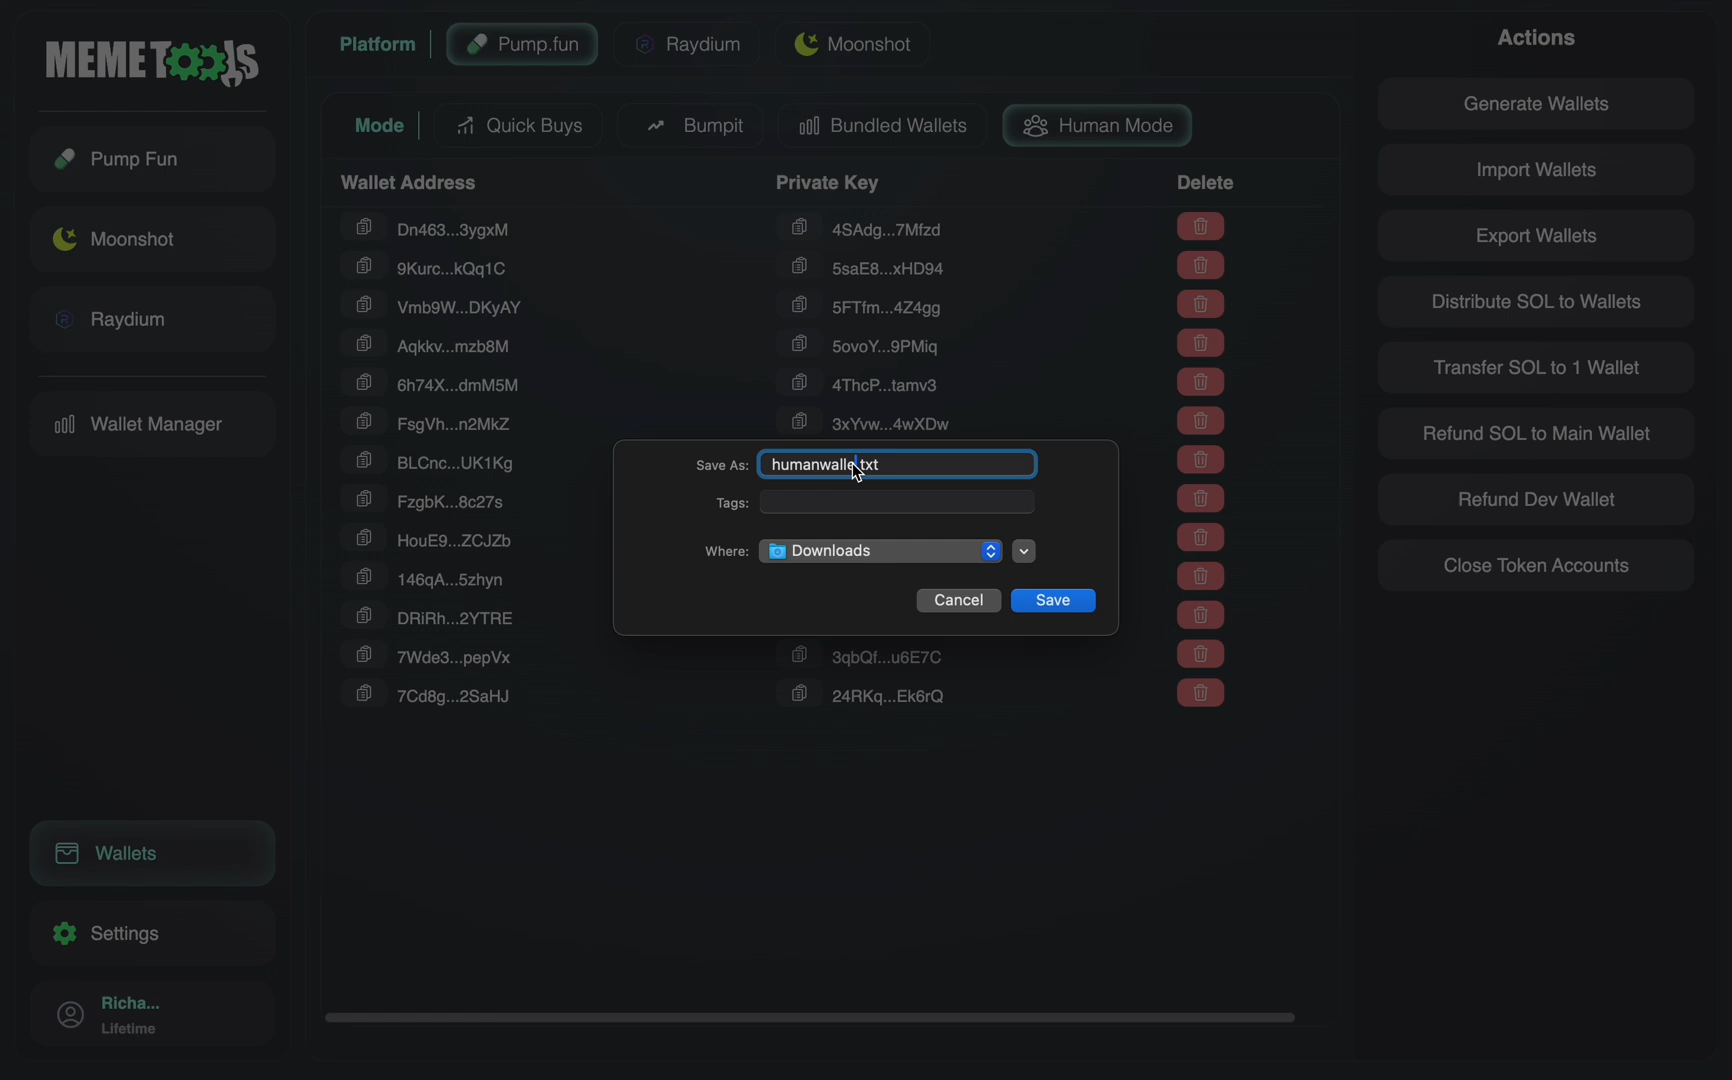 MEMETOOLS
Pump Fun
Moonshot
Raydium
Wallet Manager
Wallets
Settings
Richa...
Lifetime
Platform Pump.fun Raydium Moonshot
Mode Quick Buys Bumpit Bundled Wallets Human Mode
Wallet Address Private Key Delete
Dn463...3ygxM 4SAdg...7Mfzd
9Kurc...kQq1C 5saE8...xHD94
Vmb9W...DKyAY 5FTfm...4Z4gg
Aqkkv...mzb8M 5ovoY...9PMiq
6h74X...dmM5M 4ThcP...tamv3
FsgVh...n2MkZ 3xYvw...4wXDw
BLCnc...UK1Kg
FzgbK...8c27s
HouE9...ZCJZb
146qA...5zhyn
DRiRh...2YTRE
7Wde3...pepVx 3qbQf...u6E7C
7Cd8g...2SaHJ 24RKq...Ek6rQ
Save As:
Tags:
Where: Downloads
Cancel Save
Actions
Generate Wallets
Import Wallets
Export Wallets
Distribute SOL to Wallets
Transfer SOL to 1 Wallet
Refund SOL to Main Wallet
Refund Dev Wallet
Close Token Accounts